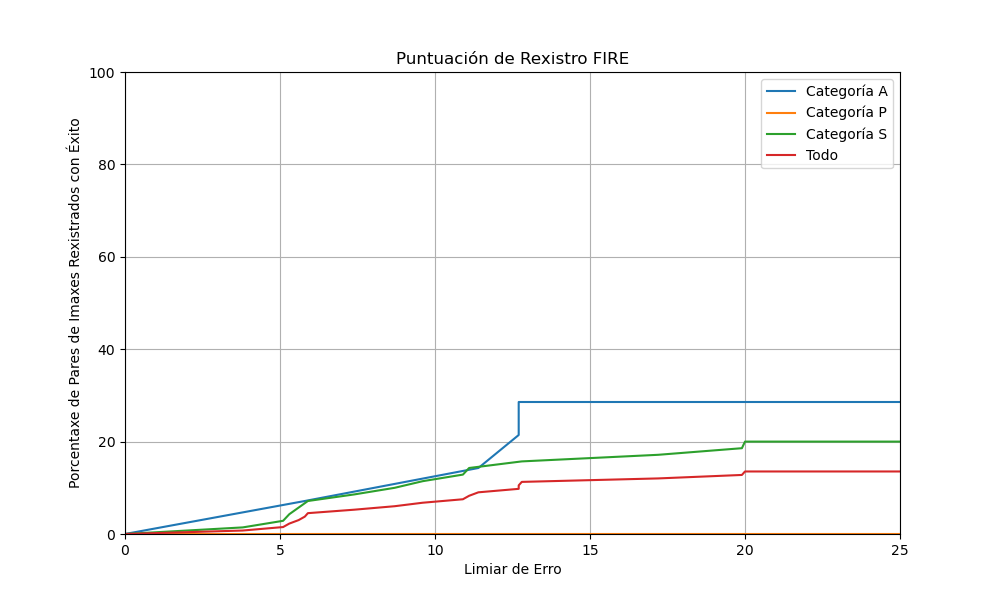 Puntuación de Rexistro FIRE
Porcentaxe de Pares de Imaxes Rexistrados con Éxito
100
80
60
40
20
0
Categoría A
Categoría P
Categoría S
Todo
0 5 10 15 20 25
Limiar de Erro